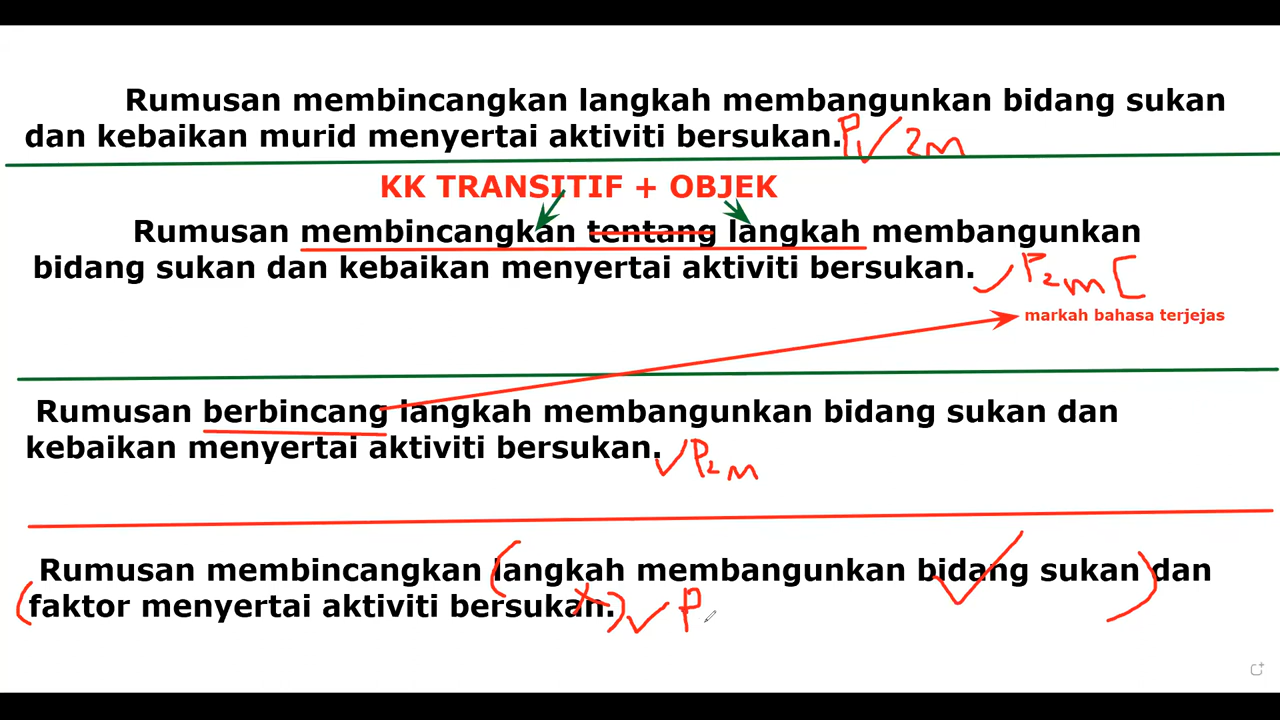 Rumusan membincangkan langkah membangunkan bidang sukan
dan kebaikan murid menyertai aktiviti bersukan. P1 ✓ 2m
KK TRANSITIF + OBJEK
Rumusan membincangkan tentang langkah membangunkan
bidang sukan dan kebaikan menyertai aktiviti bersukan. ✓ P2m [
markah bahasa terjejas
Rumusan berbincang langkah membangunkan bidang sukan dan
kebaikan menyertai aktiviti bersukan. ✓ P2m
Rumusan membincangkan (langkah membangunkan bidang sukan) dan
(faktor menyertai aktiviti bersukan.) ✓ P